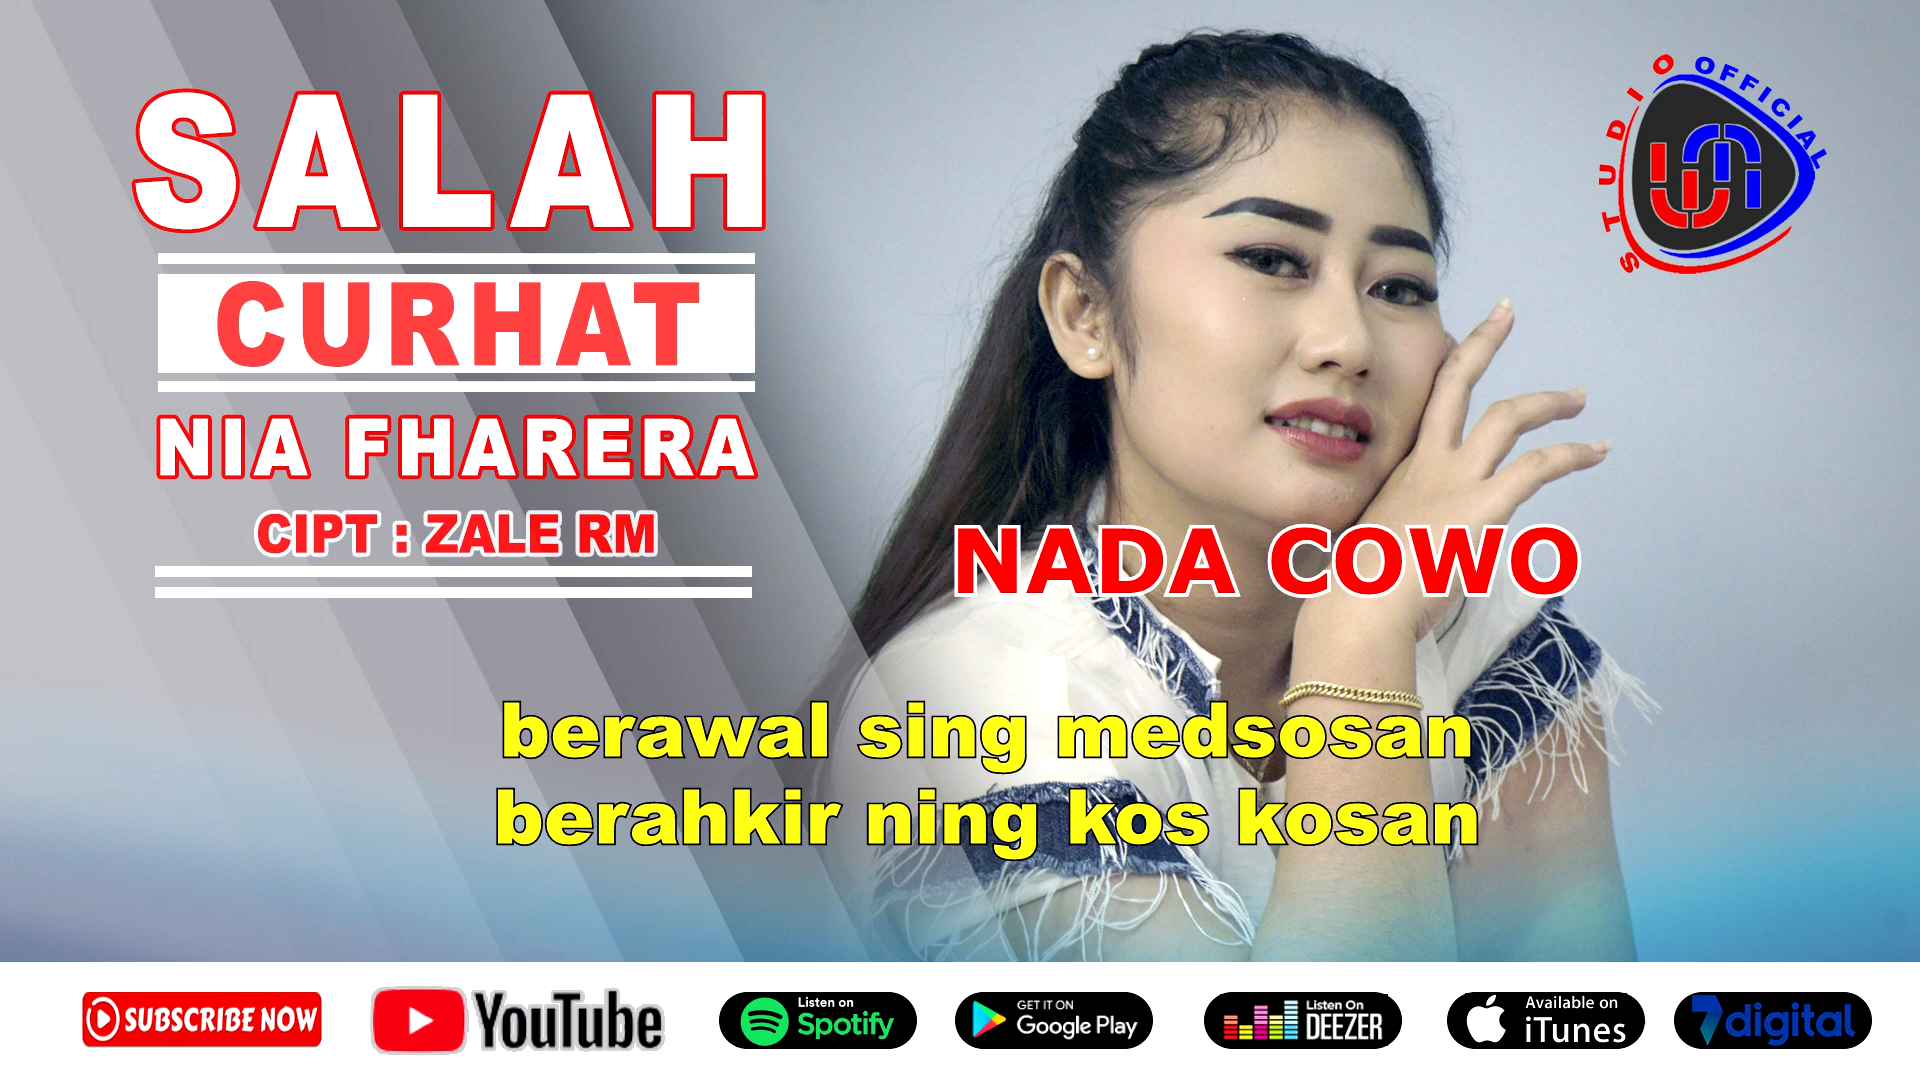 SALAH
CURHAT
NIA FHARERA
CIPT : ZALE RM
STUDIO OFFICIAL
NADA COWO
berawal sing medsosan
berahkir ning kos kosan
SUBSCRIBE NOW
YouTube
Listen on
Spotify
GET IT ON
Google Play
Listen On
DEEZER
Available on
iTunes
7digital